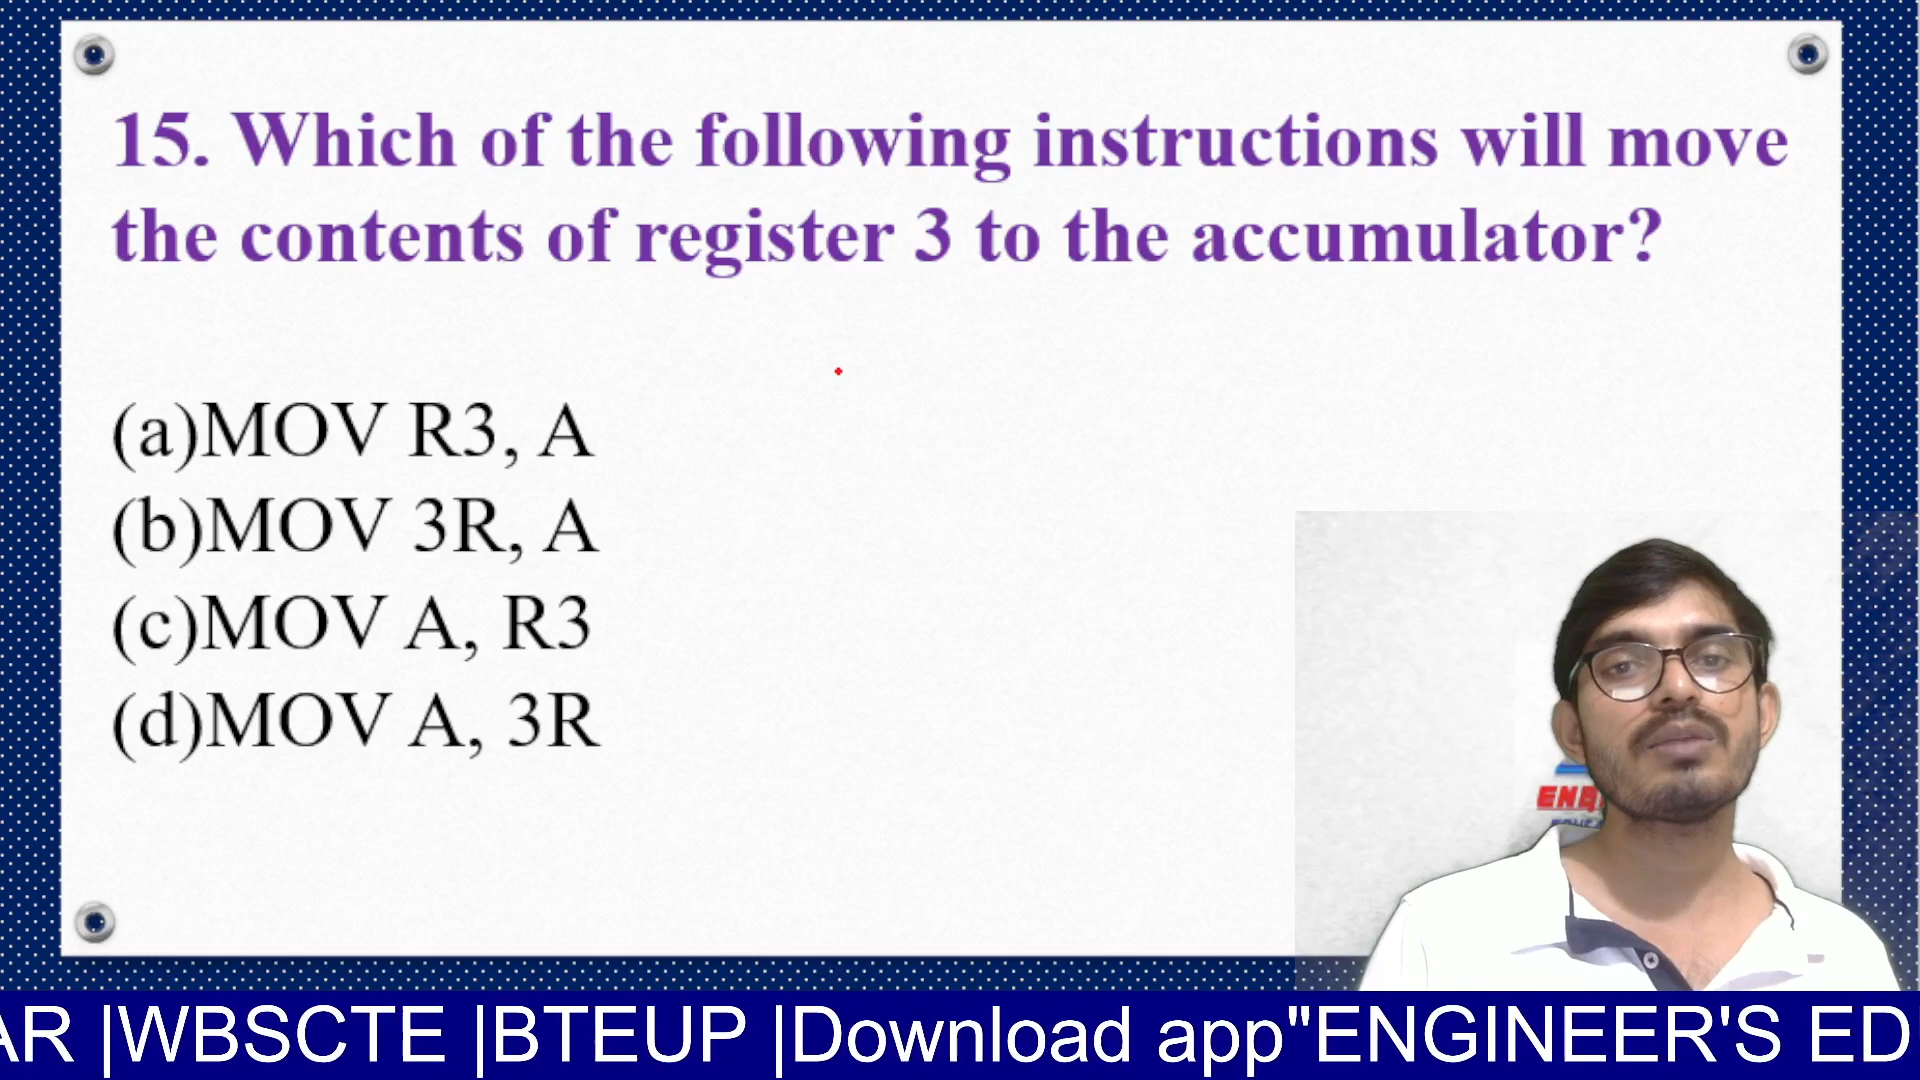 15. Which of the following instructions will move
the contents of register 3 to the accumulator?
(a)MOV R3, A
(b)MOV 3R, A
(c)MOV A, R3
(d)MOV A, 3R
AR |WBSCTE |BTEUP |Download app"ENGINEER'S ED